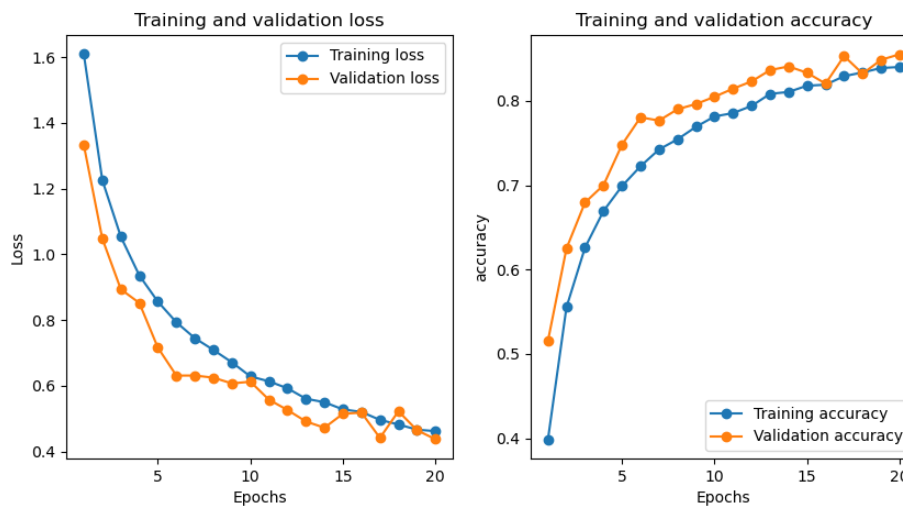 Training and validation loss
1.6
1.4
1.2
1.0
0.8
0.6
0.4
Loss
5
10
15
20
Epochs
Training loss
Validation loss
Training and validation accuracy
0.8
0.7
0.6
0.5
0.4
accuracy
5
10
15
20
Epochs
Training accuracy
Validation accuracy